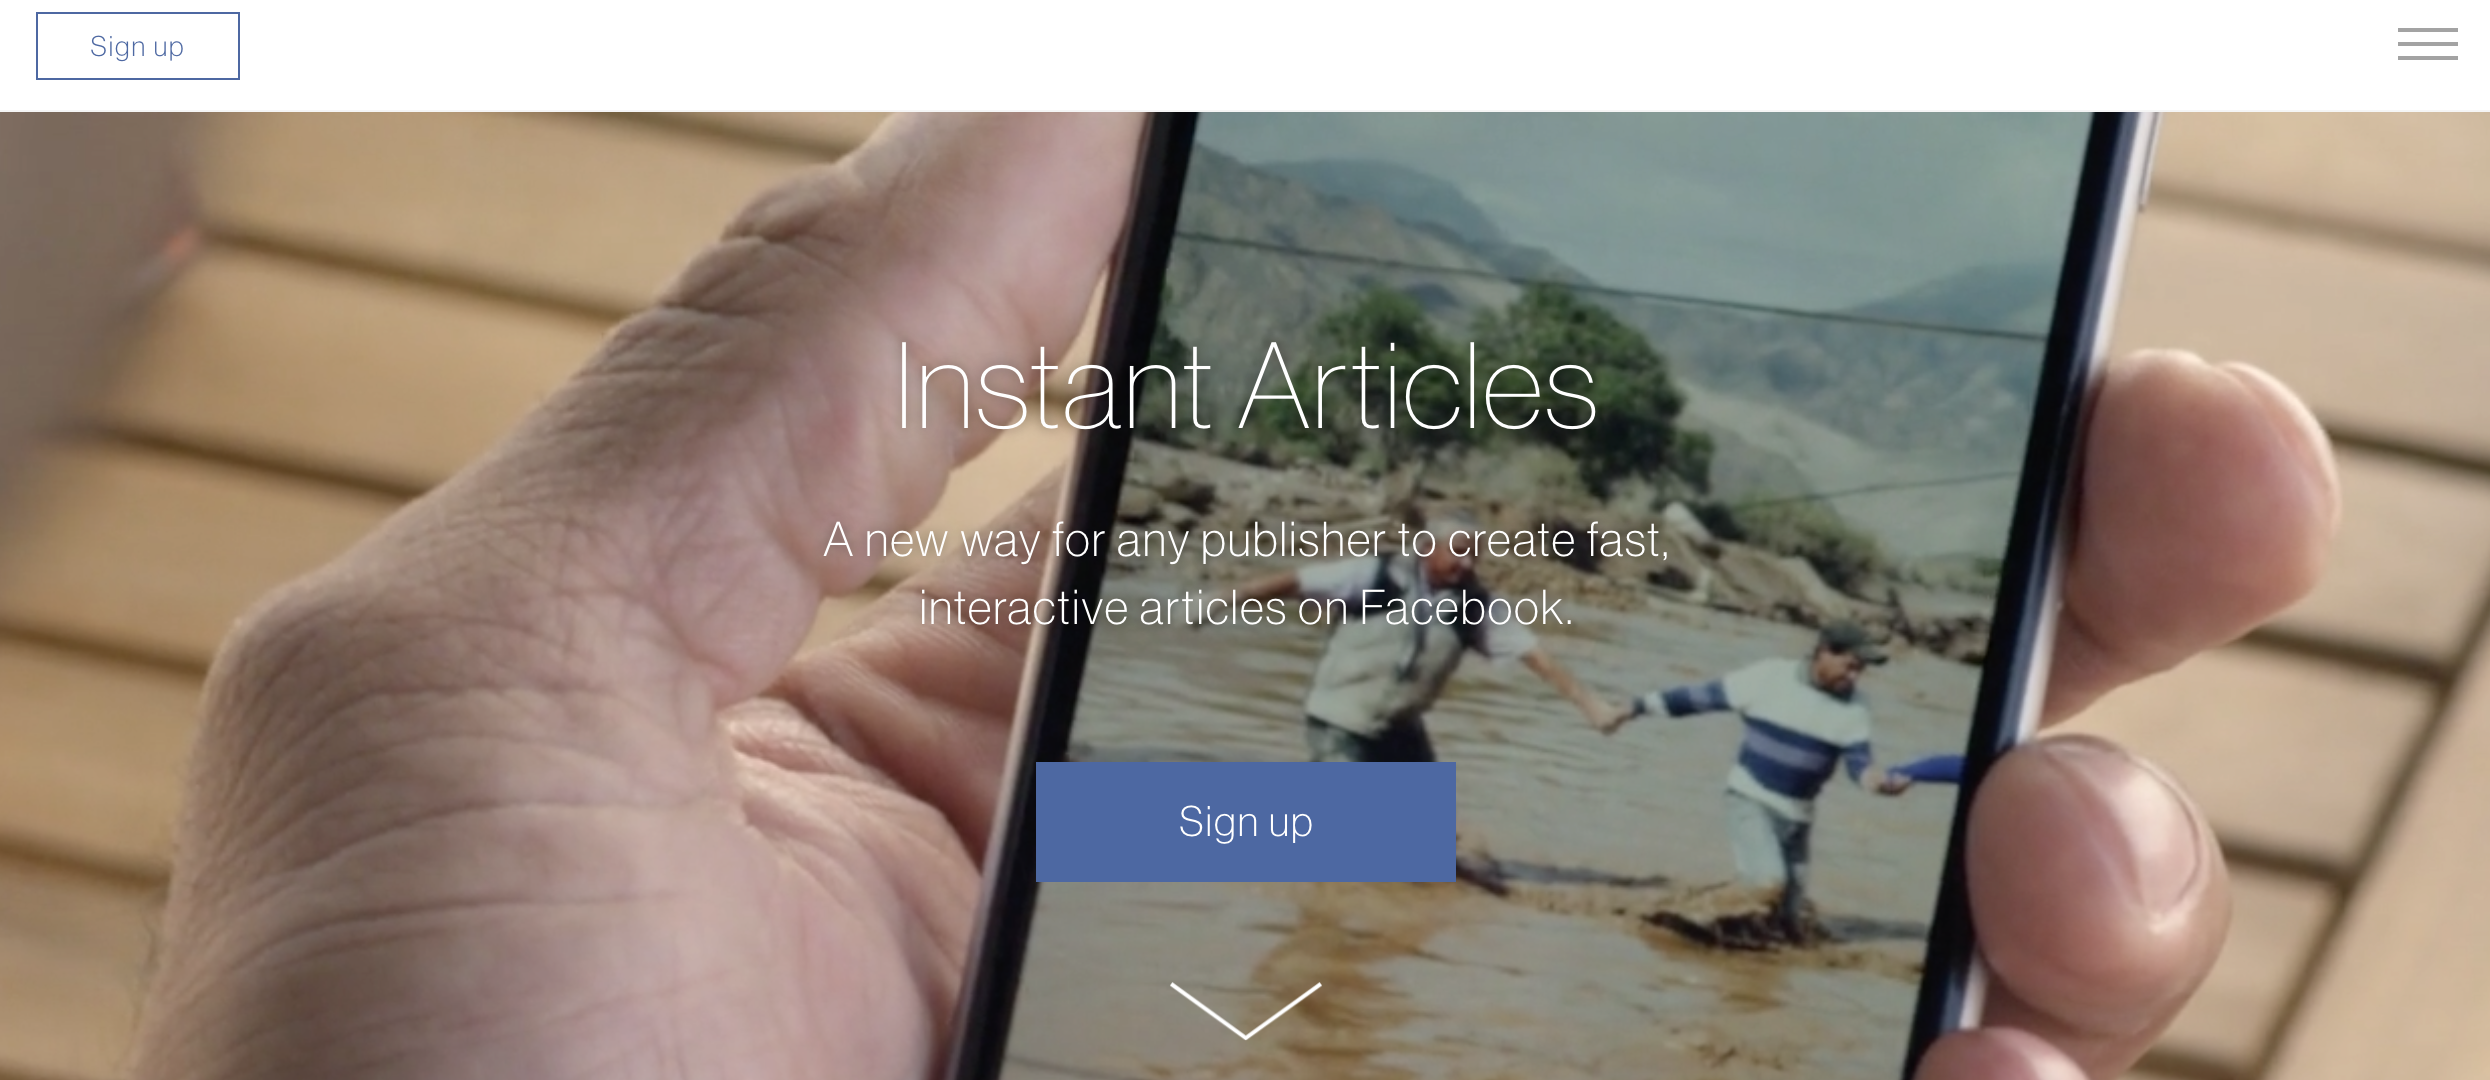 Sign up
Instant Articles
A new way for any publisher to create fast,
interactive articles on Facebook.
Sign up